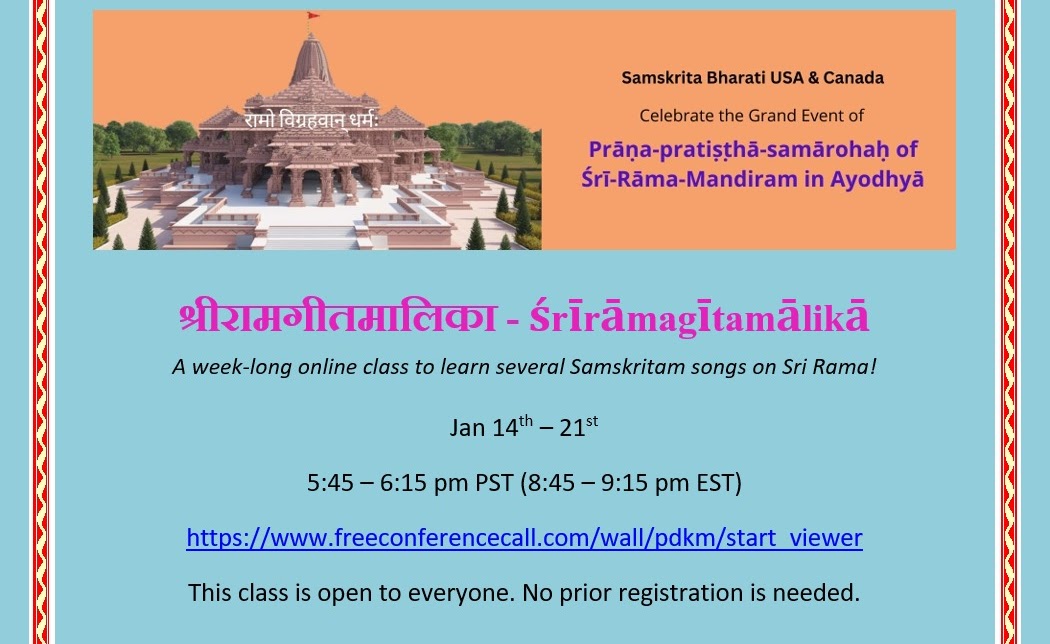 रामो विग्रहवान् धर्मः
Samskrita Bharati USA & Canada
Celebrate the Grand Event of
Prāṇa-pratiṣṭhā-samārohaḥ of
Śrī-Rāma-Mandiram in Ayodhyā
श्रीरामगीतमालिका - Śrīrāmagītamālikā
A week-long online class to learn several Samskritam songs on Sri Rama!
Jan 14th – 21st
5:45 – 6:15 pm PST (8:45 – 9:15 pm EST)
https://www.freeconferencecall.com/wall/pdkm/start_viewer
This class is open to everyone. No prior registration is needed.